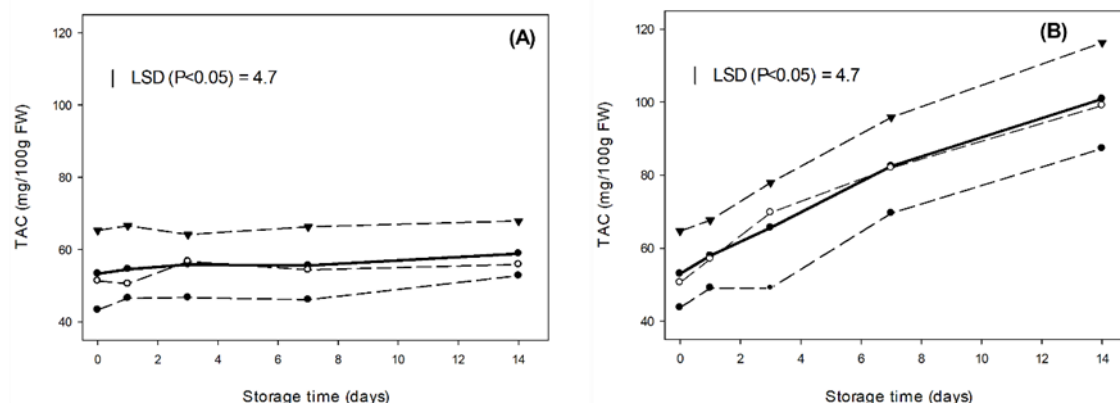 (A)
LSD (P<0.05) = 4.7
TAC (mg/100g FW)
120
100
80
60
40
0 2 4 6 8 10 12 14
Storage time (days)
(B)
LSD (P<0.05) = 4.7
TAC (mg/100g FW)
120
100
80
60
40
0 2 4 6 8 10 12 14
Storage time (days)